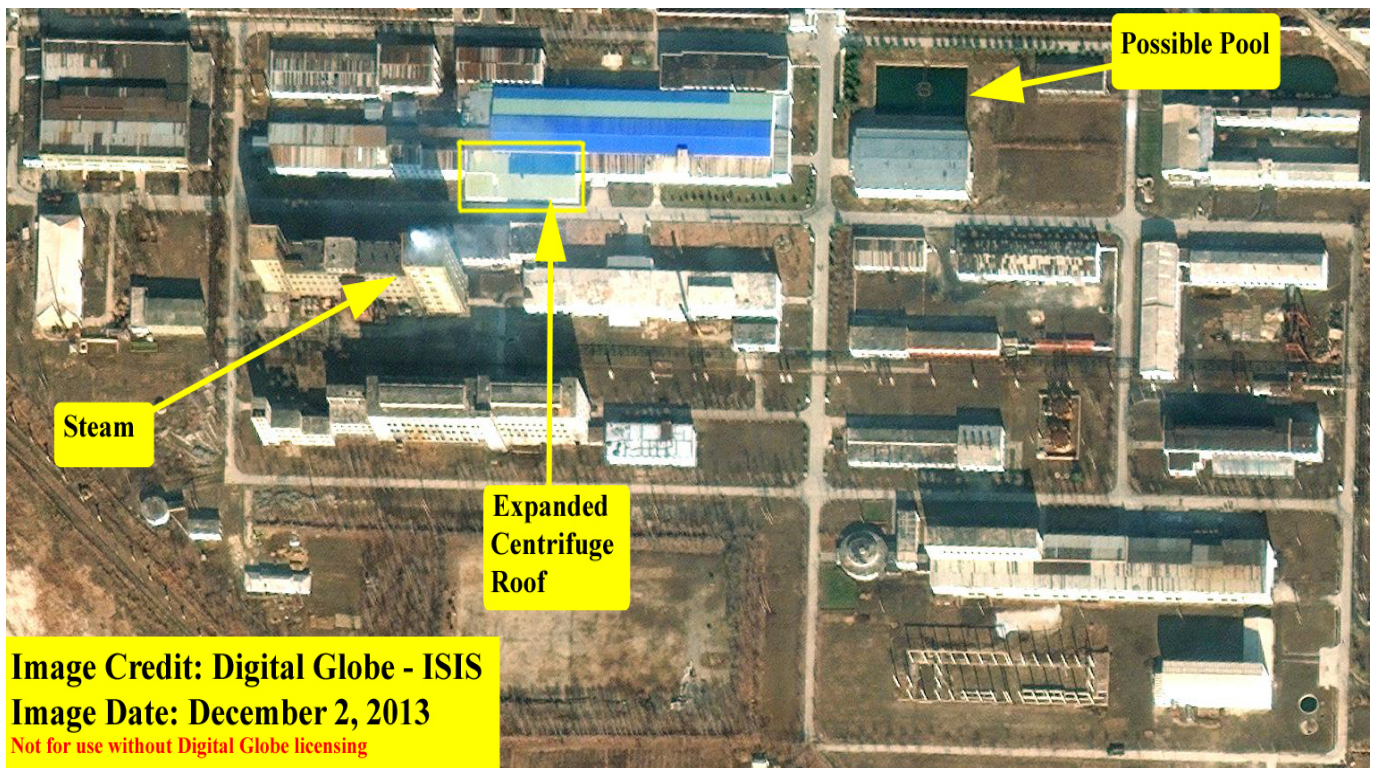 Possible Pool
Steam
Expanded
Centrifuge
Roof
Image Credit: Digital Globe - ISIS
Image Date: December 2, 2013
Not for use without Digital Globe licensing